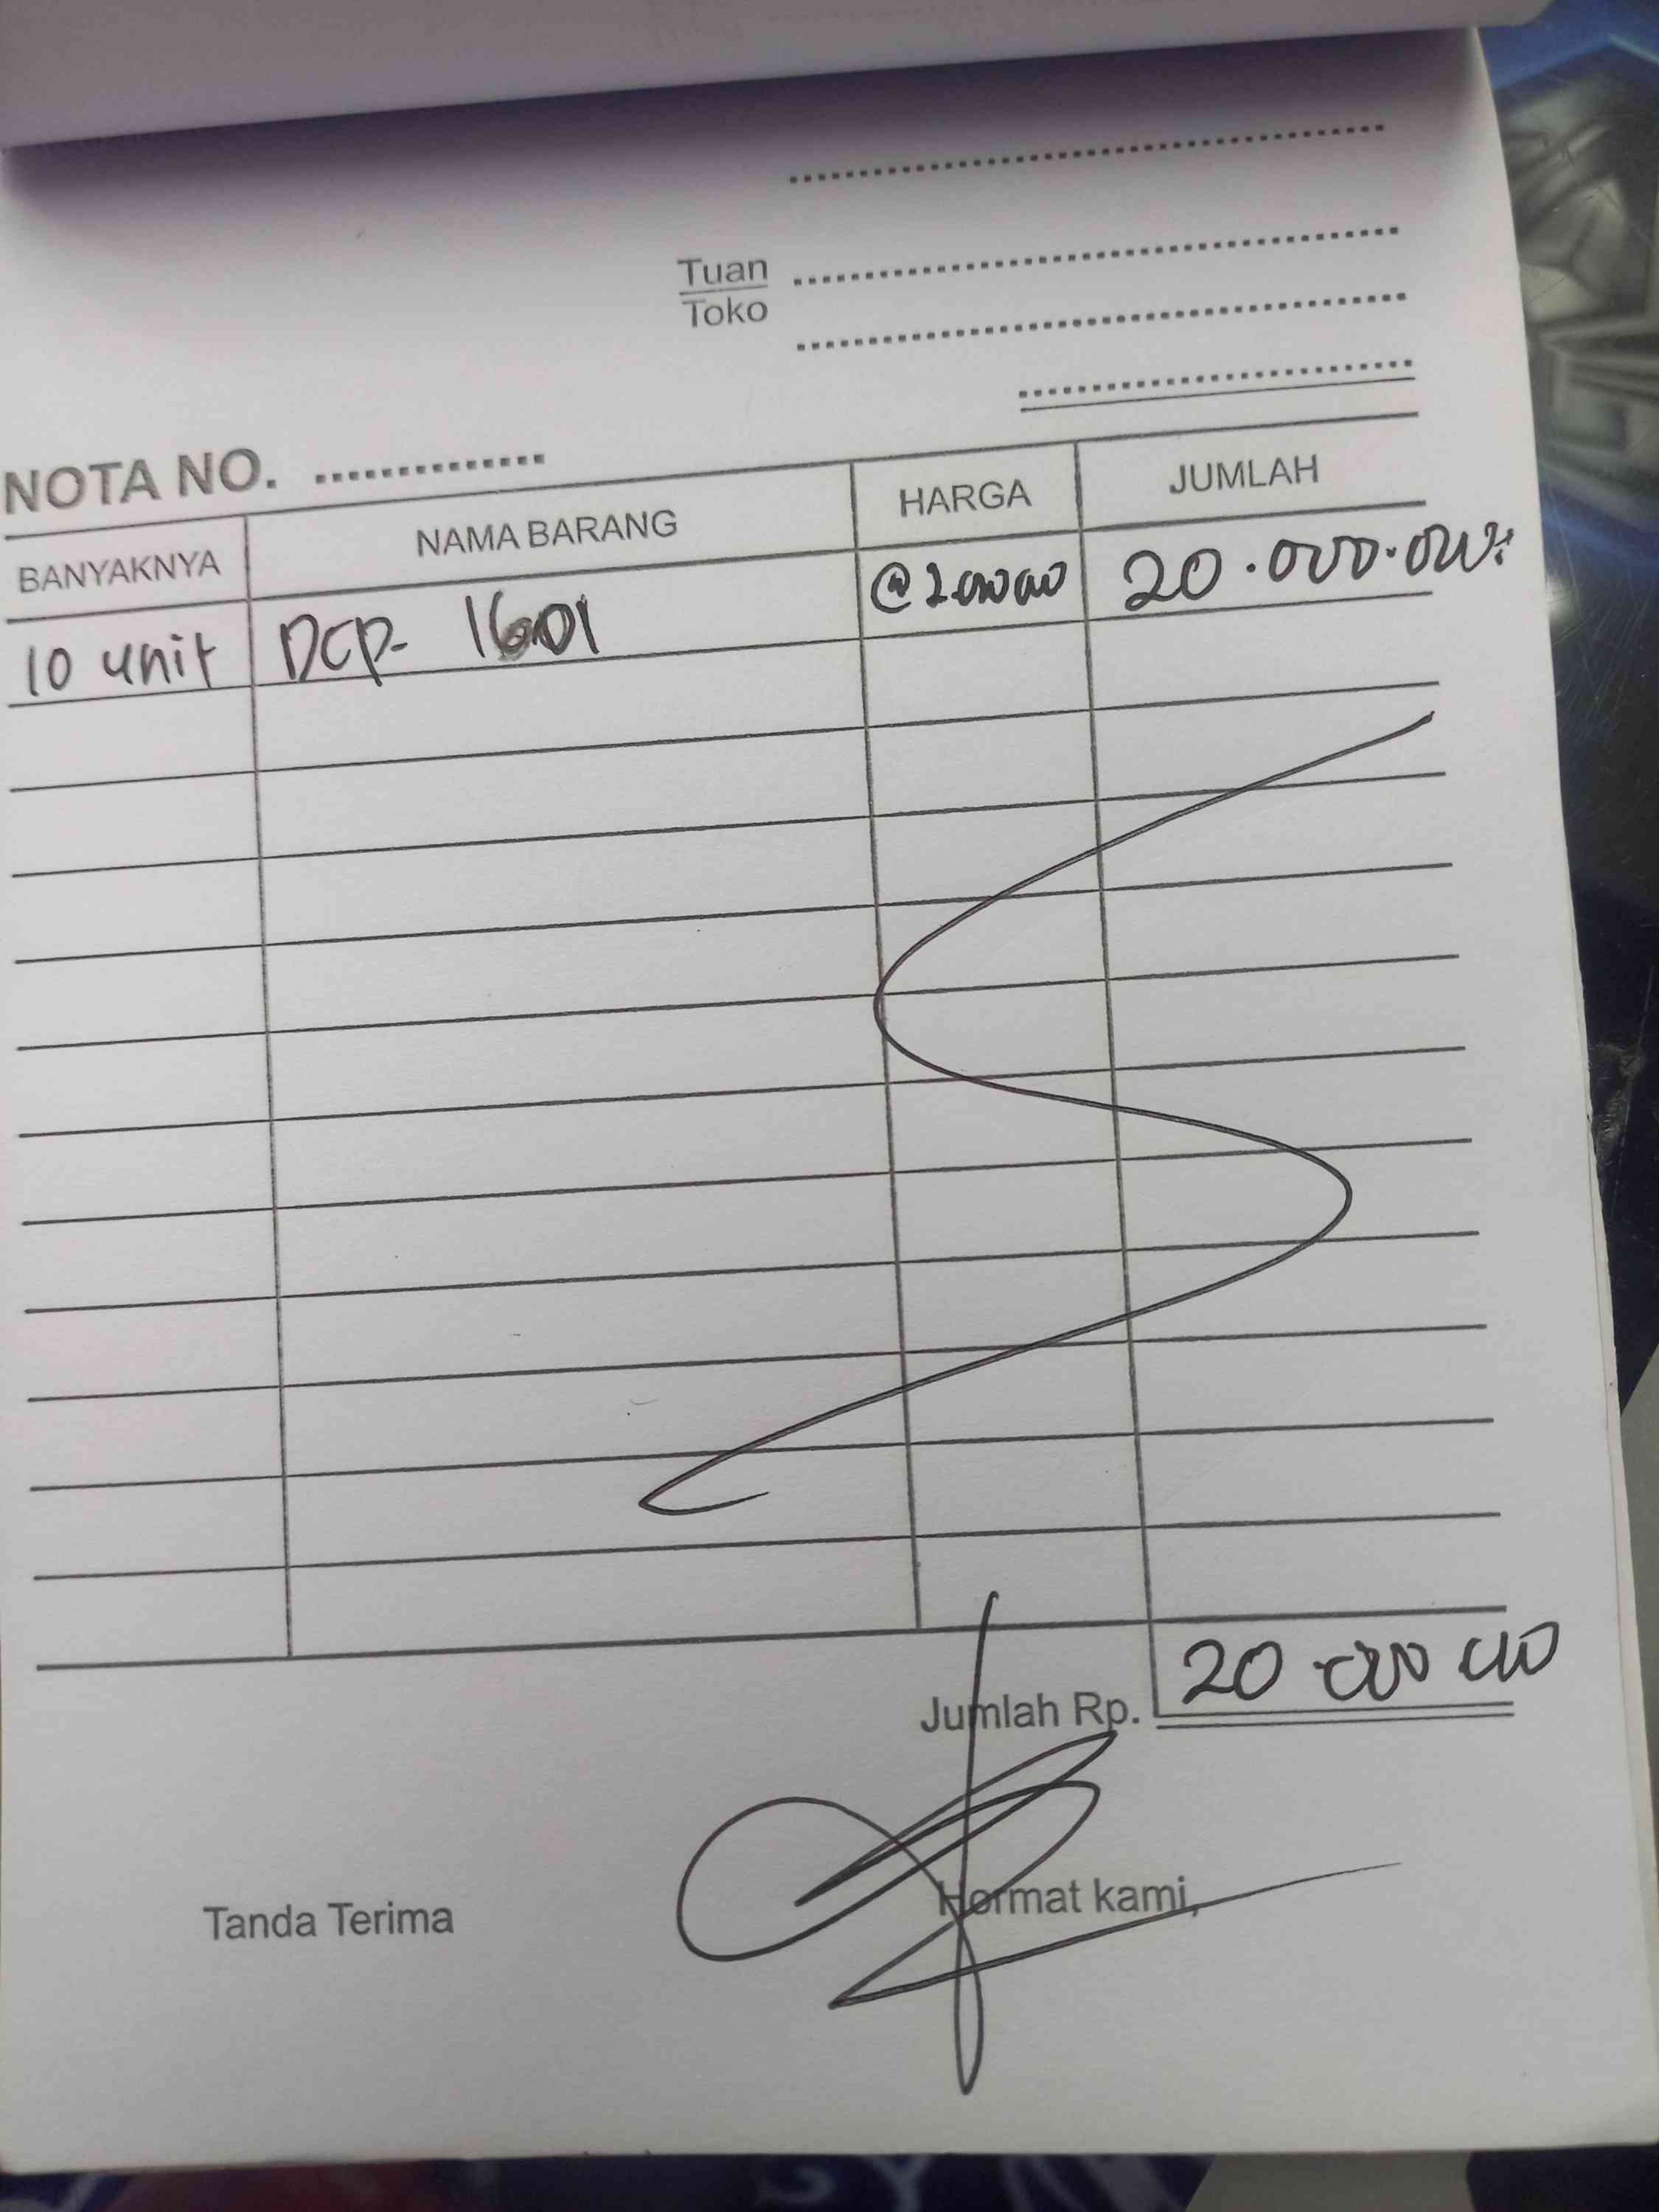 Tuan
Toko
NOTA NO.
BANYAKNYA NAMA BARANG HARGA JUMLAH
10 unit DCP- 1601 @ 2000000 20.000.000
Jumlah Rp. 20 000 000
Tanda Terima Hormat kami,